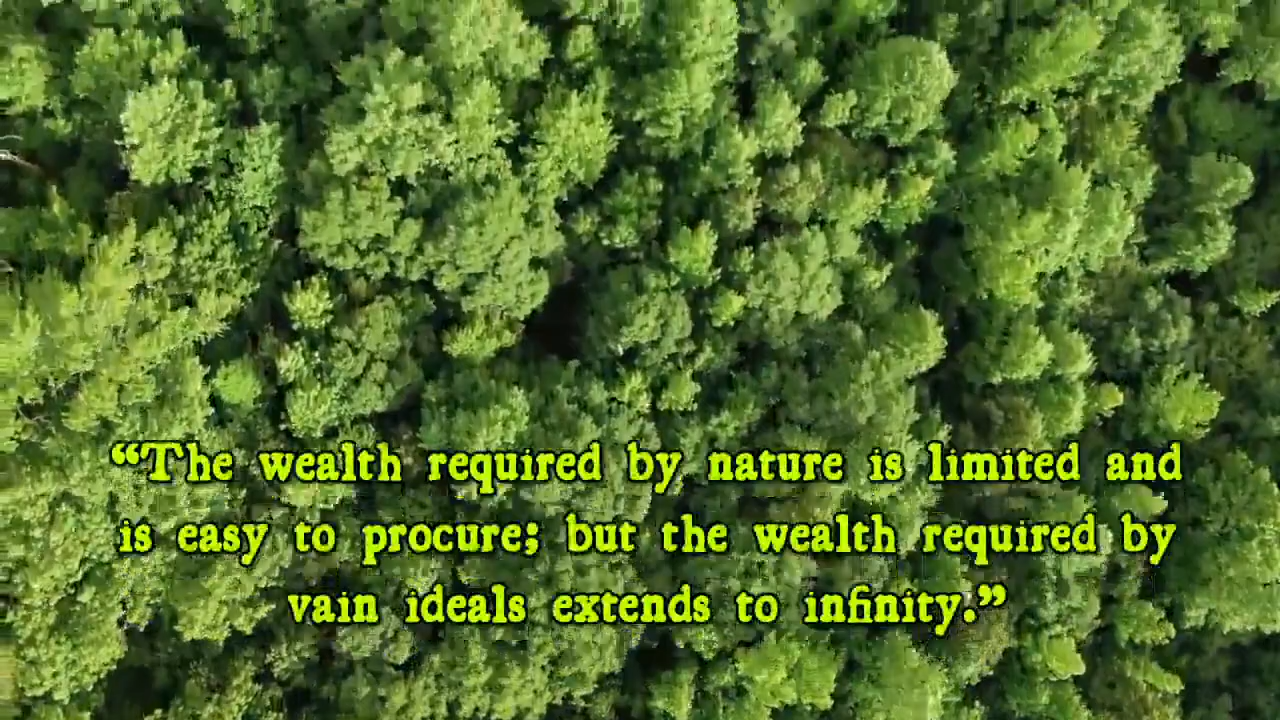 “The wealth required by nature is limited and
is easy to procure; but the wealth required by
vain ideals extends to infinity.”